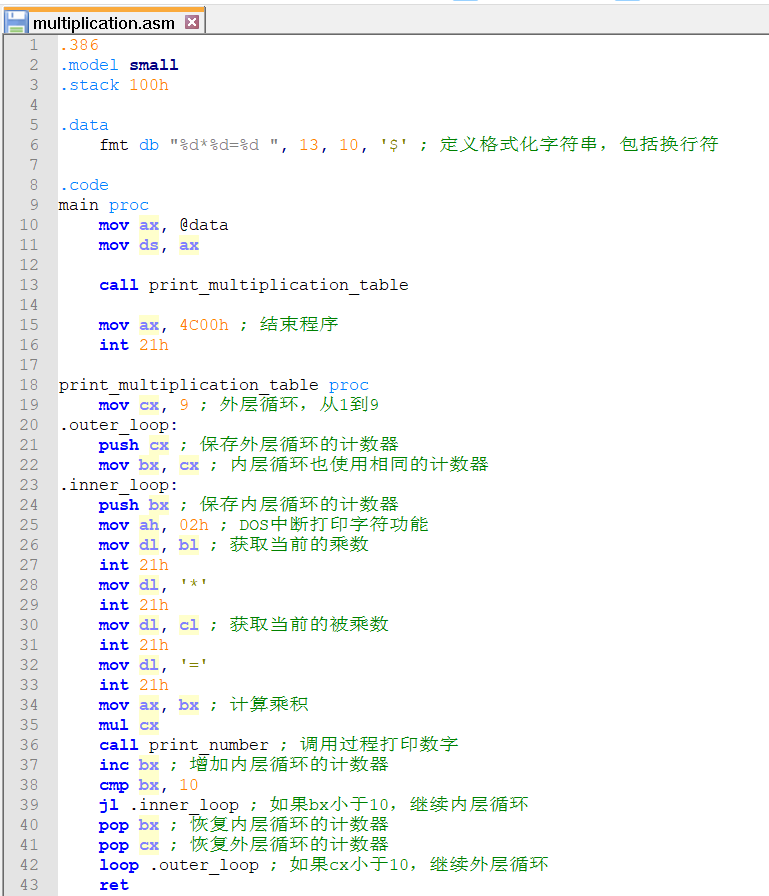 multiplication.asm
1 .386
2 .model small
3 .stack 100h
4
5 .data
6 fmt db "%d*%d=%d ", 13, 10, '$' ; 定义格式化字符串，包括换行符
7
8 .code
9 main proc
10 mov ax, @data
11 mov ds, ax
12
13 call print_multiplication_table
14
15 mov ax, 4C00h ; 结束程序
16 int 21h
17
18 print_multiplication_table proc
19 mov cx, 9 ; 外层循环，从1到9
20 .outer_loop:
21 push cx ; 保存外层循环的计数器
22 mov bx, cx ; 内层循环也使用相同的计数器
23 .inner_loop:
24 push bx ; 保存内层循环的计数器
25 mov ah, 02h ; DOS中断打印字符功能
26 mov dl, bl ; 获取当前的乘数
27 int 21h
28 mov dl, '*'
29 int 21h
30 mov dl, cl ; 获取当前的被乘数
31 int 21h
32 mov dl, '='
33 int 21h
34 mov ax, bx ; 计算乘积
35 mul cx
36 call print_number ; 调用过程打印数字
37 inc bx ; 增加内层循环的计数器
38 cmp bx, 10
39 jl .inner_loop ; 如果bx小于10，继续内层循环
40 pop bx ; 恢复内层循环的计数器
41 pop cx ; 恢复外层循环的计数器
42 loop .outer_loop ; 如果cx小于10，继续外层循环
43 ret